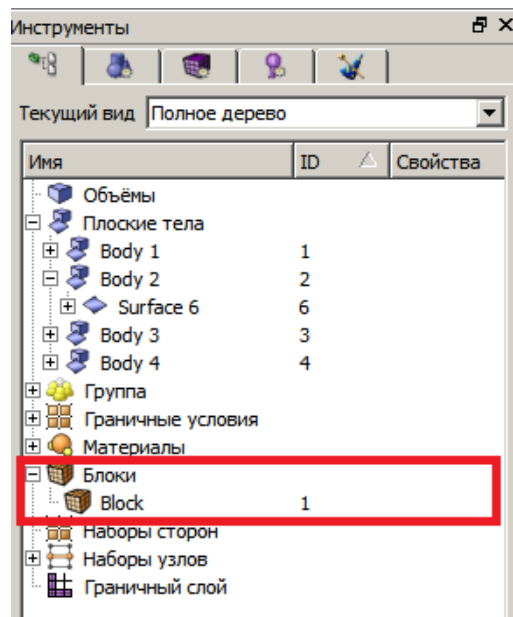 Инструменты
Текущий вид Полное дерево
Имя ID Свойства
Объёмы
Плоские тела
Body 1 1
Body 2 2
Surface 6 6
Body 3 3
Body 4 4
Группа
Граничные условия
Материалы
Блоки
Block 1
Наборы сторон
Наборы узлов
Граничный слой